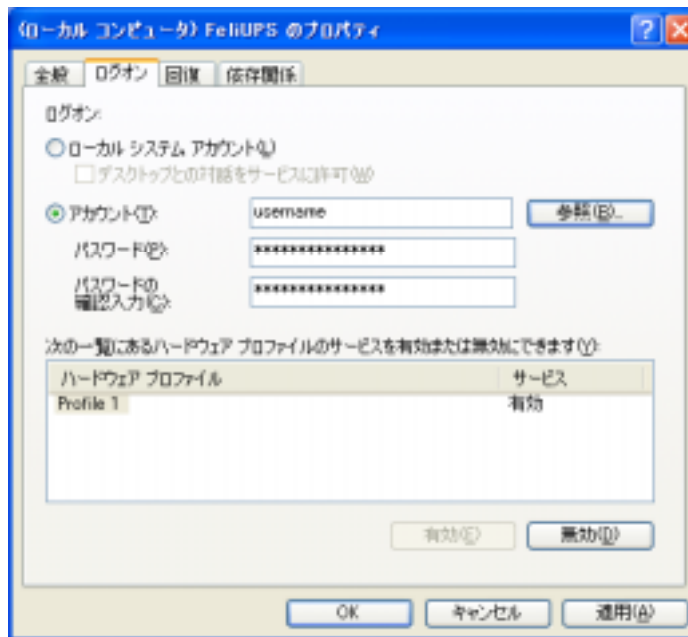 (ローカル コンピュータ) FeliUPS のプロパティ
全般 ログオン 回復 依存関係
ログオン:
ローカル システム アカウント(L)
デスクトップとの対話をサービスに許可(W)
アカウント(T): username 参照(B)...
パスワード(P): ***************
パスワードの
確認入力(C): ***************
次の一覧にあるハードウェア プロファイルのサービスを有効または無効にできます(Y):
ハードウェア プロファイル サービス
Profile 1 有効
有効(E) 無効(D)
OK キャンセル 適用(A)